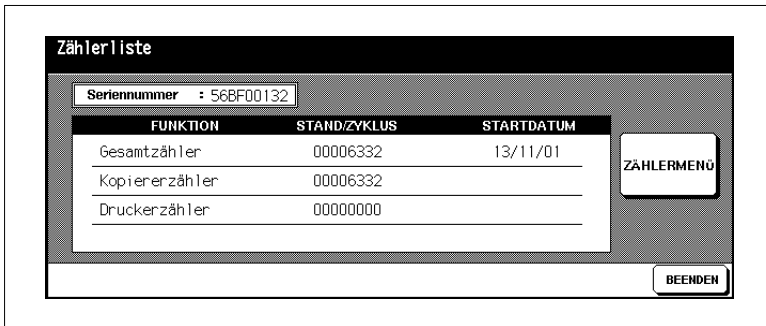 Zählerliste
Seriennummer : 56BF00132
FUNKTION STAND/ZYKLUS STARTDATUM
Gesamtzähler 00006332 13/11/01
Kopiererzähler 00006332
Druckerzähler 00000000
ZÄHLERMENÜ
BEENDEN